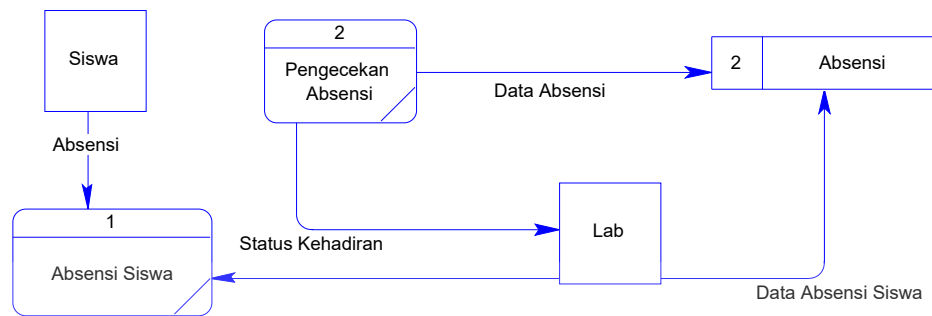 Siswa
Absensi
1
Absensi Siswa
2
Pengecekan
Absensi
Data Absensi
2
Absensi
Status Kehadiran
Lab
Data Absensi Siswa